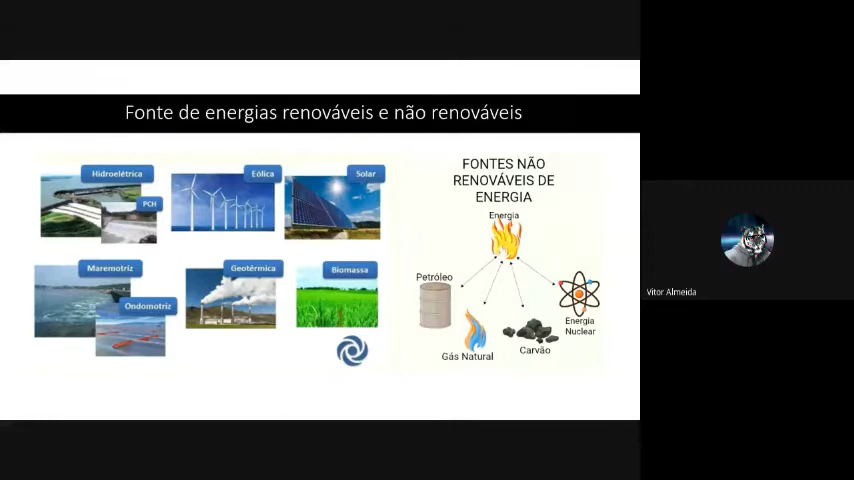 Fonte de energias renováveis e não renováveis
Hidroelétrica
PCH
Eólica
Solar
Maremotriz
Ondomotriz
Geotérmica
Biomassa
FONTES NÃO
RENOVÁVEIS DE
ENERGIA
Energia
Petróleo
Gás Natural
Carvão
Energia
Nuclear
Vitor Almeida